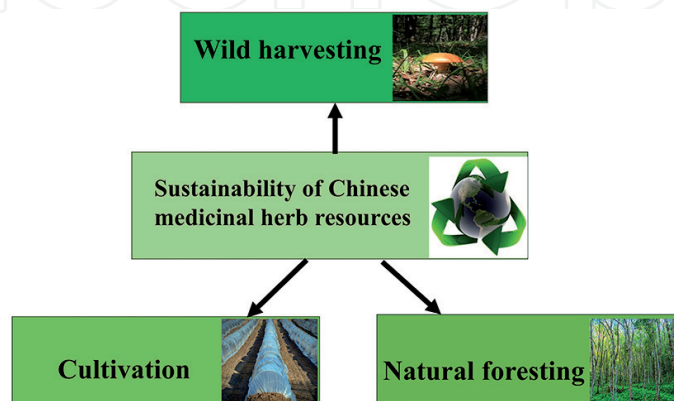 Wild harvesting
Sustainability of Chinese
medicinal herb resources
Cultivation
Natural foresting